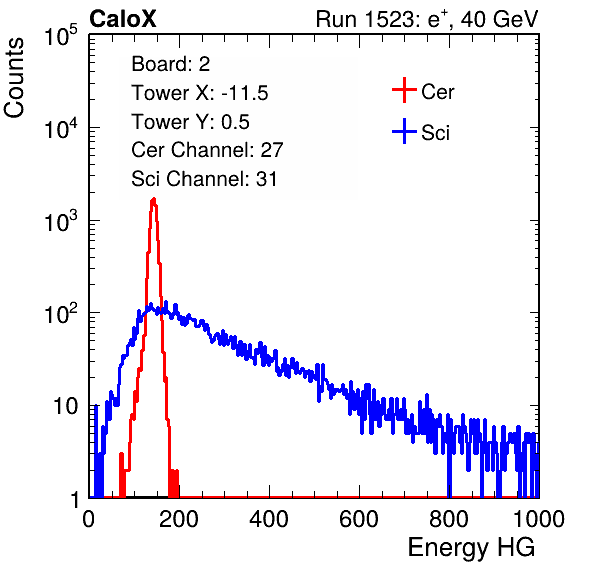 CaloX Run 1523: e⁺, 40 GeV
Counts
10⁵
10⁴
10³
10²
10
1
Board: 2
Tower X: -11.5
Tower Y: 0.5
Cer Channel: 27
Sci Channel: 31
Cer
Sci
0 200 400 600 800 1000
Energy HG